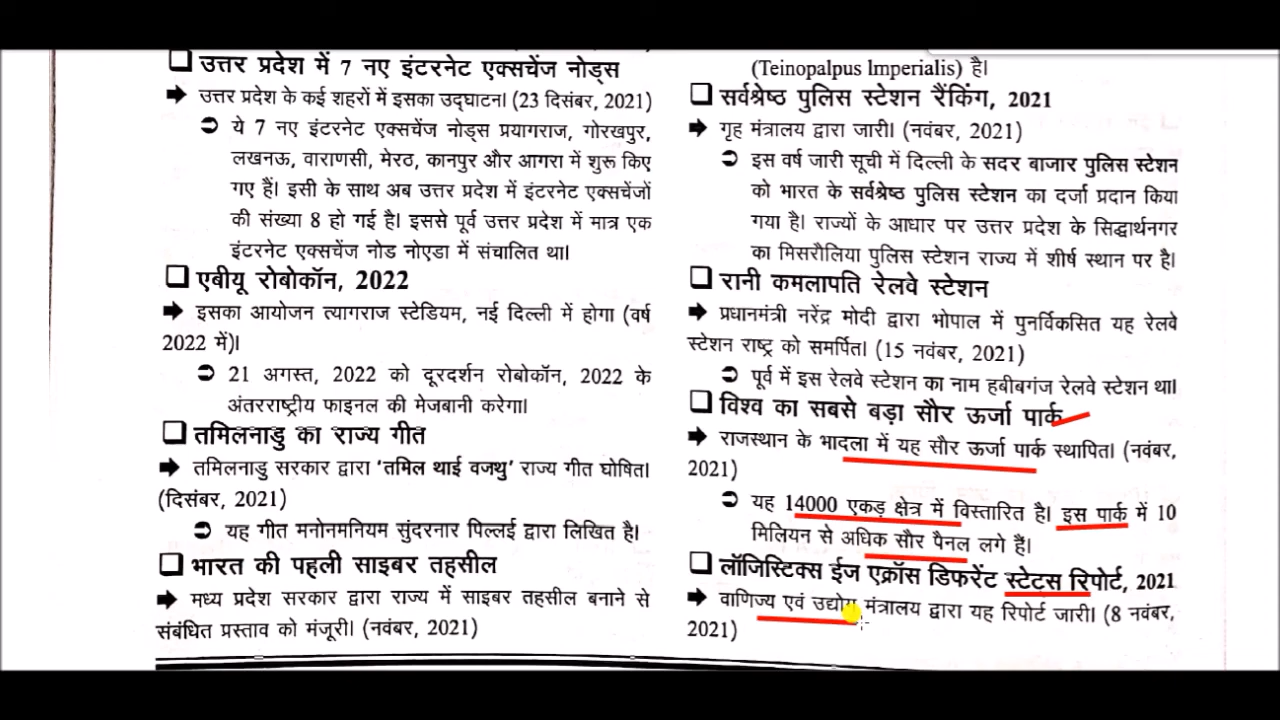 उत्तर प्रदेश में 7 नए इंटरनेट एक्सचेंज नोड्स
उत्तर प्रदेश के कई शहरों में इसका उद्घाटन। (23 दिसंबर, 2021)
ये 7 नए इंटरनेट एक्सचेंज नोड्स प्रयागराज, गोरखपुर,
लखनऊ, वाराणसी, मेरठ, कानपुर और आगरा में शुरू किए
गए हैं। इसी के साथ अब उत्तर प्रदेश में इंटरनेट एक्सचेंजों
की संख्या 8 हो गई है। इससे पूर्व उत्तर प्रदेश में मात्र एक
इंटरनेट एक्सचेंज नोड नोएडा में संचालित था।
एबीयू रोबोकॉन, 2022
इसका आयोजन त्यागराज स्टेडियम, नई दिल्ली में होगा (वर्ष
2022 में)।
21 अगस्त, 2022 को दूरदर्शन रोबोकॉन, 2022 के
अंतरराष्ट्रीय फाइनल की मेजबानी करेगा।
तमिलनाडु का राज्य गीत
तमिलनाडु सरकार द्वारा 'तमिल थाई वजथु' राज्य गीत घोषित।
(दिसंबर, 2021)
यह गीत मनोनमनियम सुंदरनार पिल्लई द्वारा लिखित है।
भारत की पहली साइबर तहसील
मध्य प्रदेश सरकार द्वारा राज्य में साइबर तहसील बनाने से
संबंधित प्रस्ताव को मंजूरी। (नवंबर, 2021)
(Teinopalpus Imperialis) है।
सर्वश्रेष्ठ पुलिस स्टेशन रैंकिंग, 2021
गृह मंत्रालय द्वारा जारी। (नवंबर, 2021)
इस वर्ष जारी सूची में दिल्ली के सदर बाजार पुलिस स्टेशन
को भारत के सर्वश्रेष्ठ पुलिस स्टेशन का दर्जा प्रदान किया
गया है। राज्यों के आधार पर उत्तर प्रदेश के सिद्धार्थनगर
का मिसरौलिया पुलिस स्टेशन राज्य में शीर्ष स्थान पर है।
रानी कमलापति रेलवे स्टेशन
प्रधानमंत्री नरेंद्र मोदी द्वारा भोपाल में पुनर्विकसित यह रेलवे
स्टेशन राष्ट्र को समर्पित। (15 नवंबर, 2021)
पूर्व में इस रेलवे स्टेशन का नाम हबीबगंज रेलवे स्टेशन था।
विश्व का सबसे बड़ा सौर ऊर्जा पार्क
राजस्थान के भादला में यह सौर ऊर्जा पार्क स्थापित। (नवंबर,
2021)
यह 14000 एकड़ क्षेत्र में विस्तारित है। इस पार्क में 10
मिलियन से अधिक सौर पैनल लगे हैं।
लॉजिस्टिक्स ईज एक्रॉस डिफरेंट स्टेट्स रिपोर्ट, 2021
वाणिज्य एवं उद्योग मंत्रालय द्वारा यह रिपोर्ट जारी। (8 नवंबर,
2021)